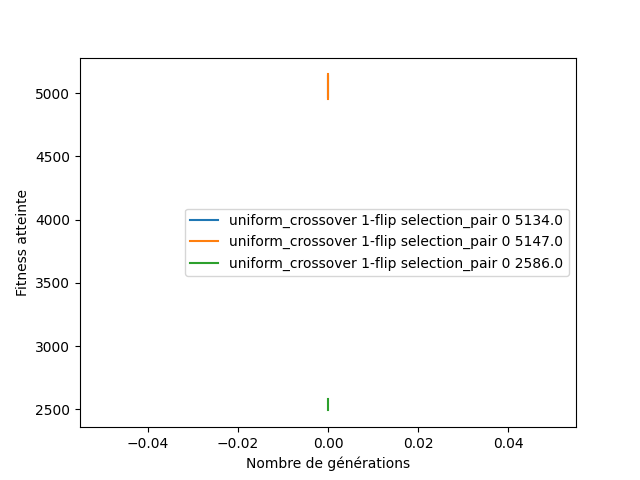 5000
4500
4000
3500
3000
2500
Fitness atteinte
uniform_crossover 1-flip selection_pair 0 5134.0
uniform_crossover 1-flip selection_pair 0 5147.0
uniform_crossover 1-flip selection_pair 0 2586.0
−0.04 −0.02 0.00 0.02 0.04
Nombre de générations